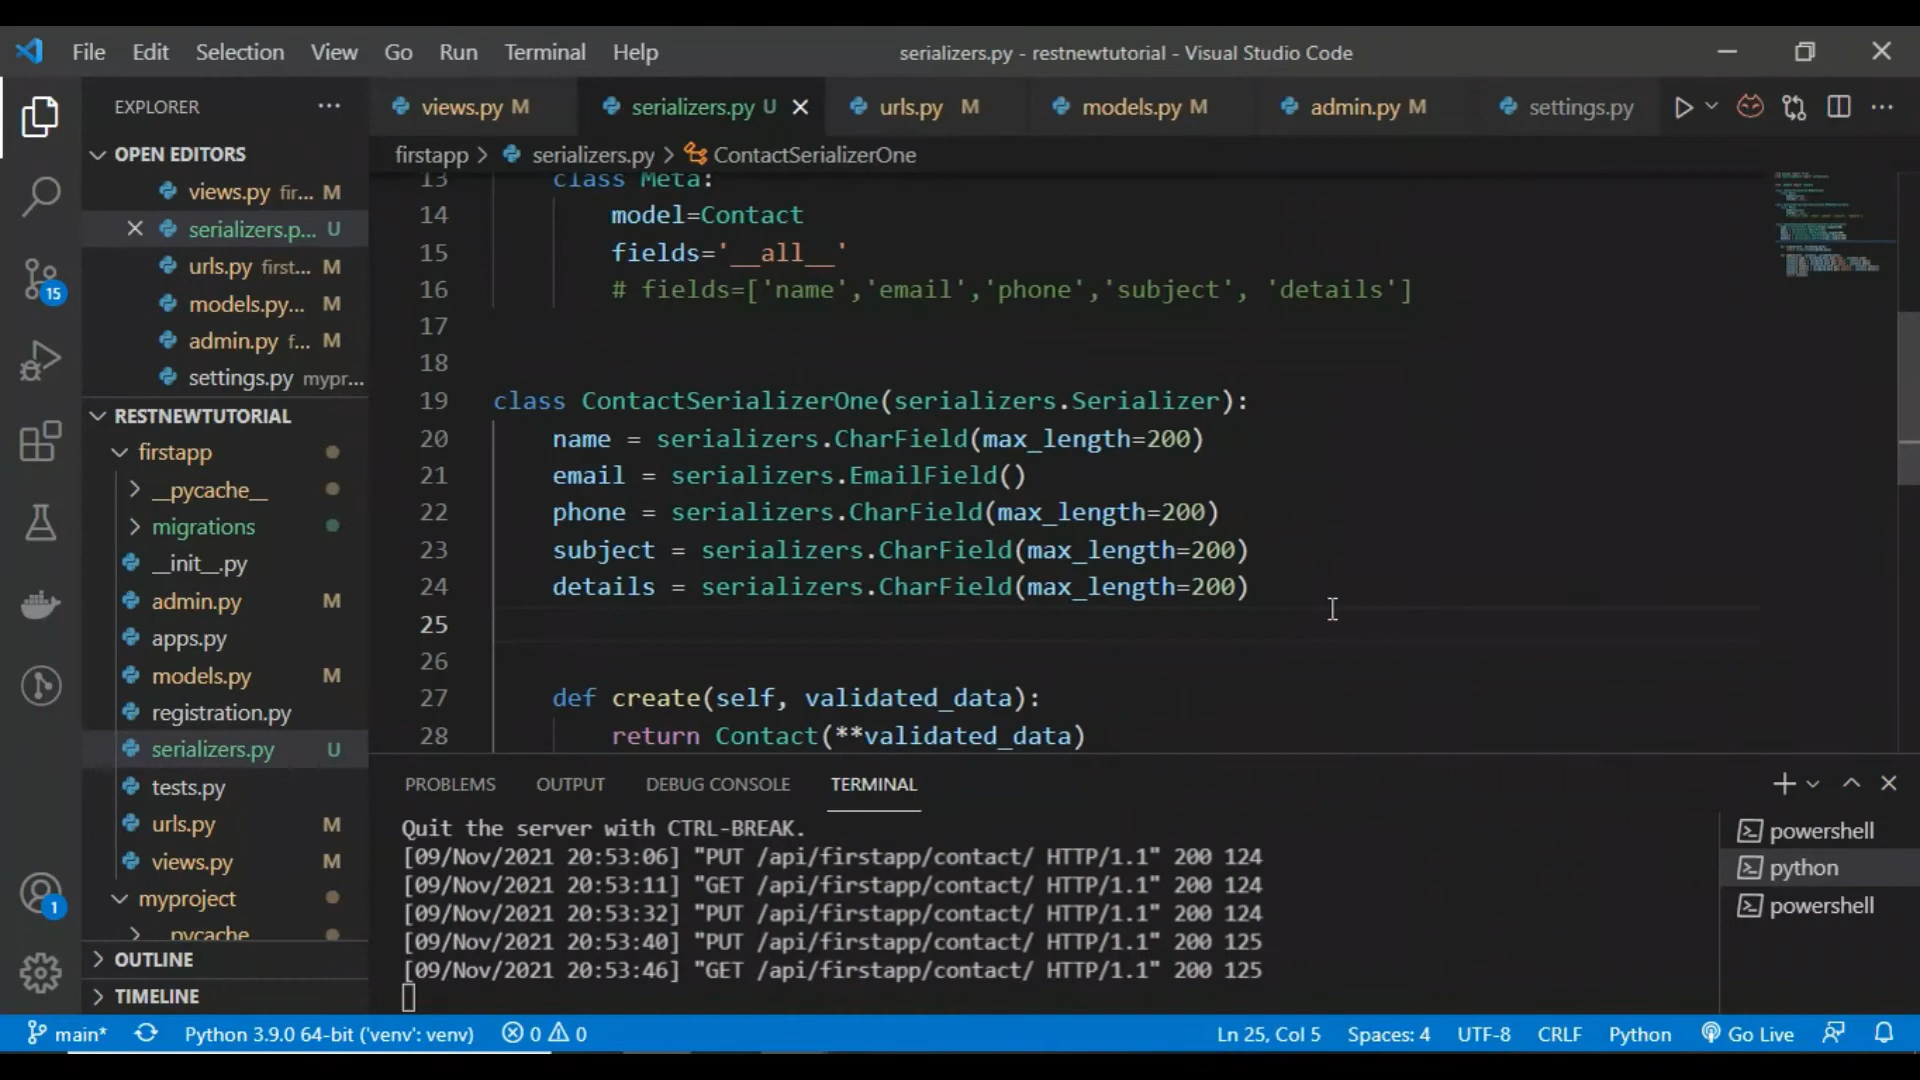 File Edit Selection View Go Run Terminal Help serializers.py - restnewtutorial - Visual Studio Code
EXPLORER
views.py M serializers.py U urls.py M models.py M admin.py M settings.py
OPEN EDITORS
firstapp > serializers.py > ContactSerializerOne
views.py fir... M
serializers.p... U
urls.py first... M
models.py... M
admin.py f... M
settings.py mypr...
RESTNEWTUTORIAL
firstapp
__pycache__
migrations
__init__.py
admin.py M
apps.py
models.py M
registration.py
serializers.py U
tests.py
urls.py M
views.py M
myproject
pycache
OUTLINE
TIMELINE
13 class Meta:
14 model=Contact
15 fields='__all__'
16 # fields=['name','email','phone','subject', 'details']
17
18
19 class ContactSerializerOne(serializers.Serializer):
20 name = serializers.CharField(max_length=200)
21 email = serializers.EmailField()
22 phone = serializers.CharField(max_length=200)
23 subject = serializers.CharField(max_length=200)
24 details = serializers.CharField(max_length=200)
25
26
27 def create(self, validated_data):
28 return Contact(**validated_data)
PROBLEMS OUTPUT DEBUG CONSOLE TERMINAL
Quit the server with CTRL-BREAK.
[09/Nov/2021 20:53:06] "PUT /api/firstapp/contact/ HTTP/1.1" 200 124
[09/Nov/2021 20:53:11] "GET /api/firstapp/contact/ HTTP/1.1" 200 124
[09/Nov/2021 20:53:32] "PUT /api/firstapp/contact/ HTTP/1.1" 200 124
[09/Nov/2021 20:53:40] "PUT /api/firstapp/contact/ HTTP/1.1" 200 125
[09/Nov/2021 20:53:46] "GET /api/firstapp/contact/ HTTP/1.1" 200 125
powershell
python
powershell
15
1
main* Python 3.9.0 64-bit ('venv': venv) 0 0 Ln 25, Col 5 Spaces: 4 UTF-8 CRLF Python Go Live